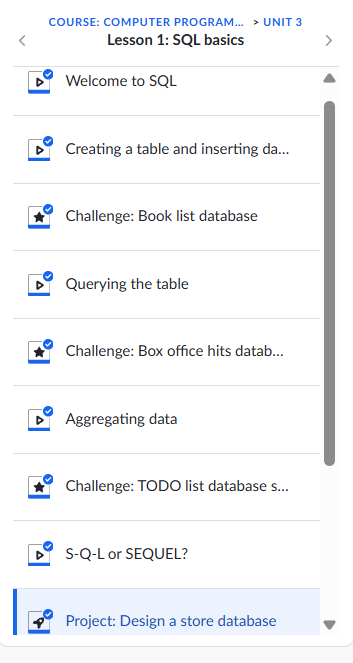 COURSE: COMPUTER PROGRAM... > UNIT 3
Lesson 1: SQL basics
Welcome to SQL
Creating a table and inserting da...
Challenge: Book list database
Querying the table
Challenge: Box office hits datab...
Aggregating data
Challenge: TODO list database s...
S-Q-L or SEQUEL?
Project: Design a store database